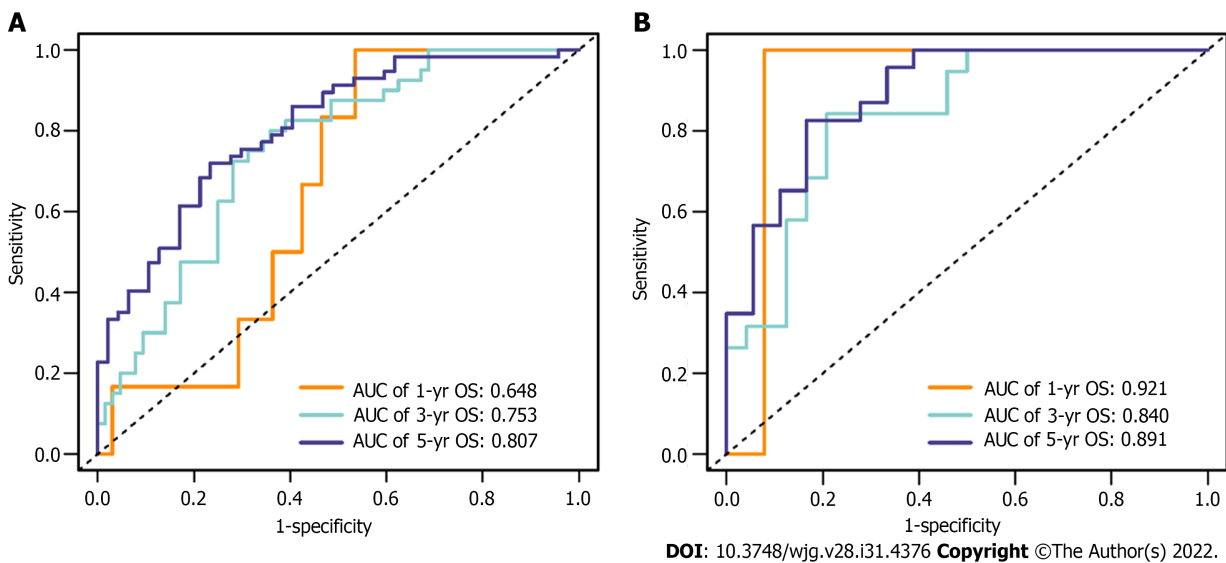 A
B
1.0
0.8
0.6
0.4
0.2
0.0
Sensitivity
AUC of 1-yr OS: 0.648
AUC of 3-yr OS: 0.753
AUC of 5-yr OS: 0.807
0.0 0.2 0.4 0.6 0.8 1.0
1-specificity
1.0
0.8
0.6
0.4
0.2
0.0
Sensitivity
AUC of 1-yr OS: 0.921
AUC of 3-yr OS: 0.840
AUC of 5-yr OS: 0.891
0.0 0.2 0.4 0.6 0.8 1.0
1-specificity
DOI: 10.3748/wjg.v28.i31.4376 Copyright ©The Author(s) 2022.